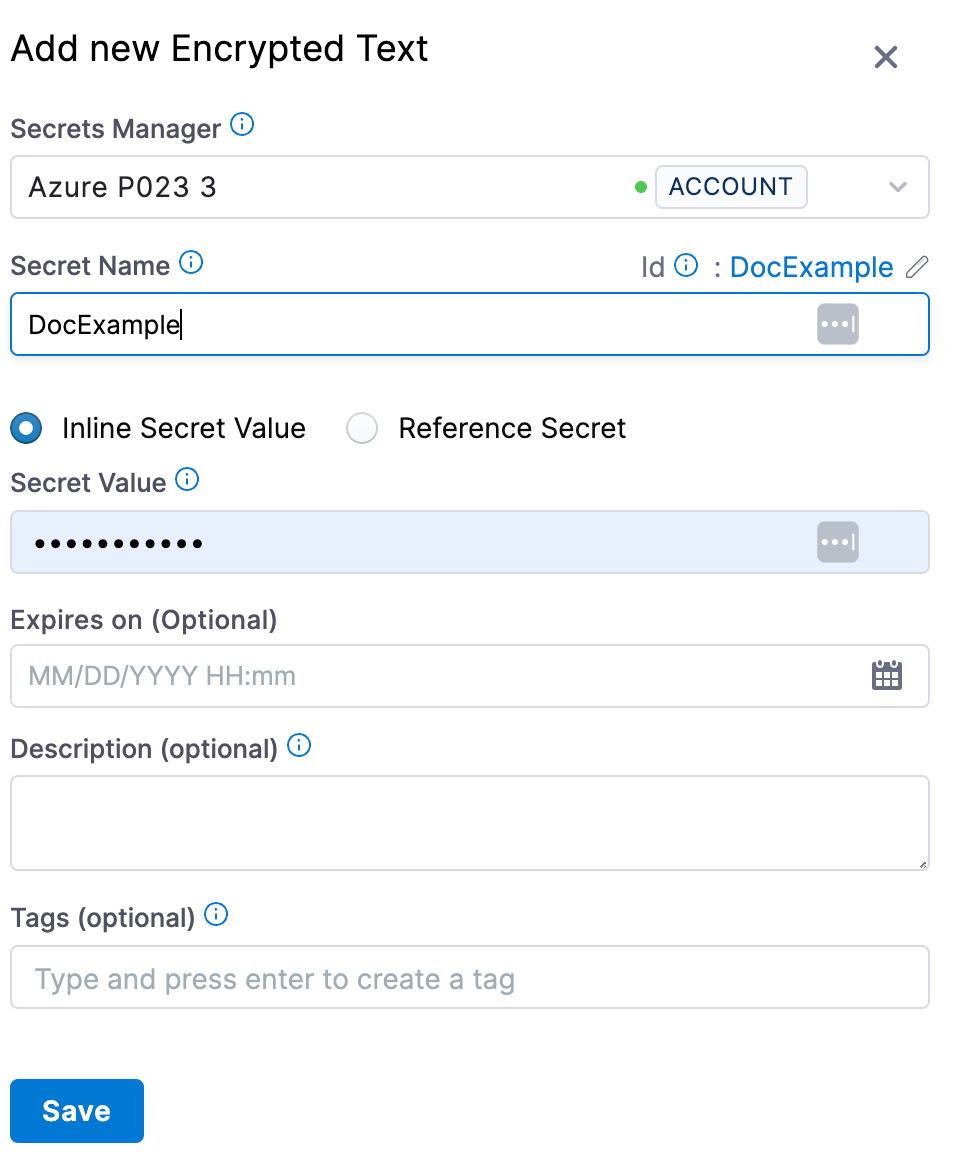 Add new Encrypted Text
Secrets Manager
Azure P023 3 ACCOUNT
Secret Name Id : DocExample
DocExample
Inline Secret Value Reference Secret
Secret Value
•••••••••••
Expires on (Optional)
MM/DD/YYYY HH:mm
Description (optional)
Tags (optional)
Type and press enter to create a tag
Save